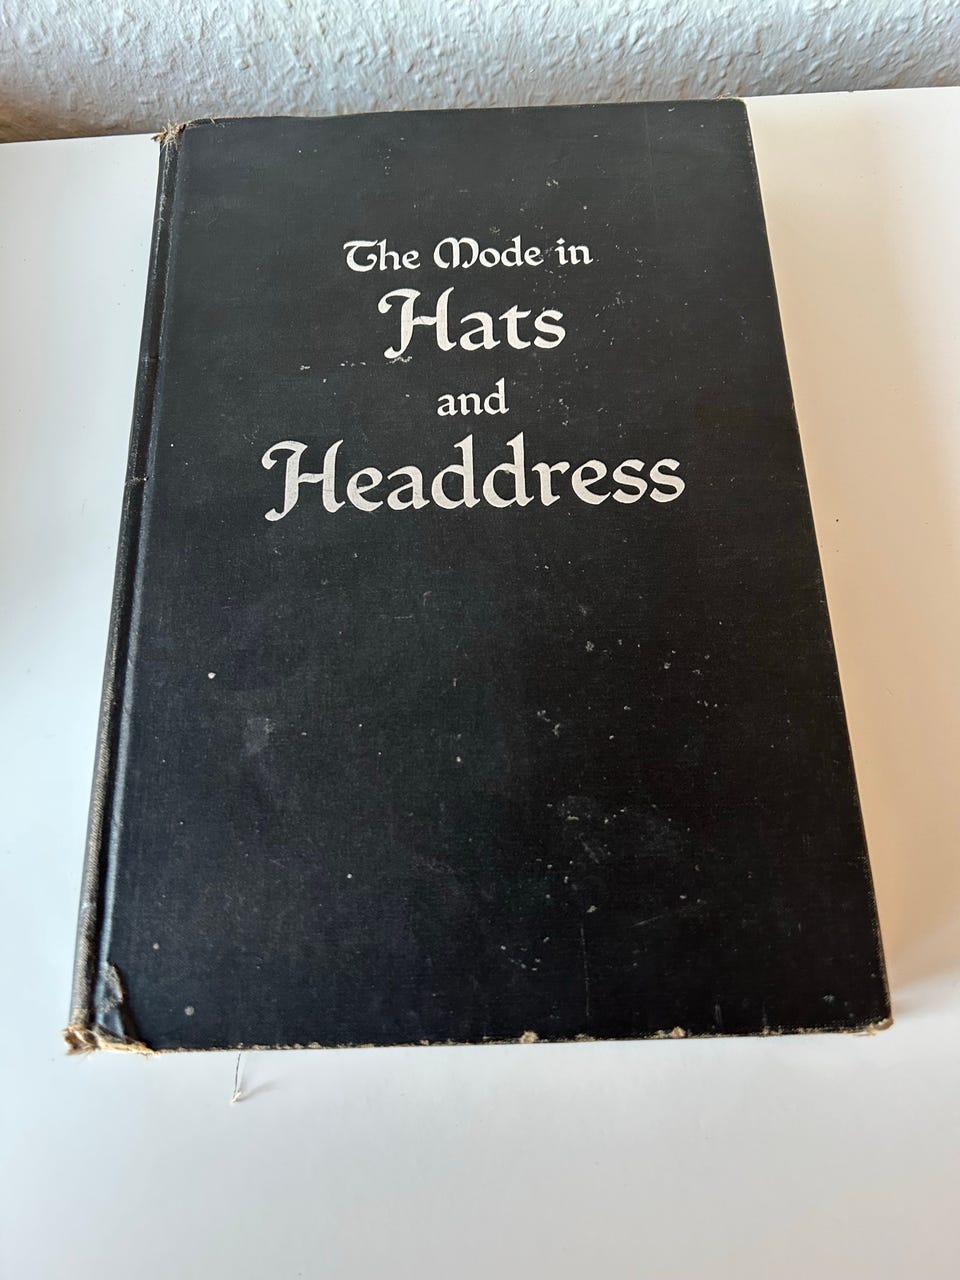 The Mode in
Hats
and
Headdress